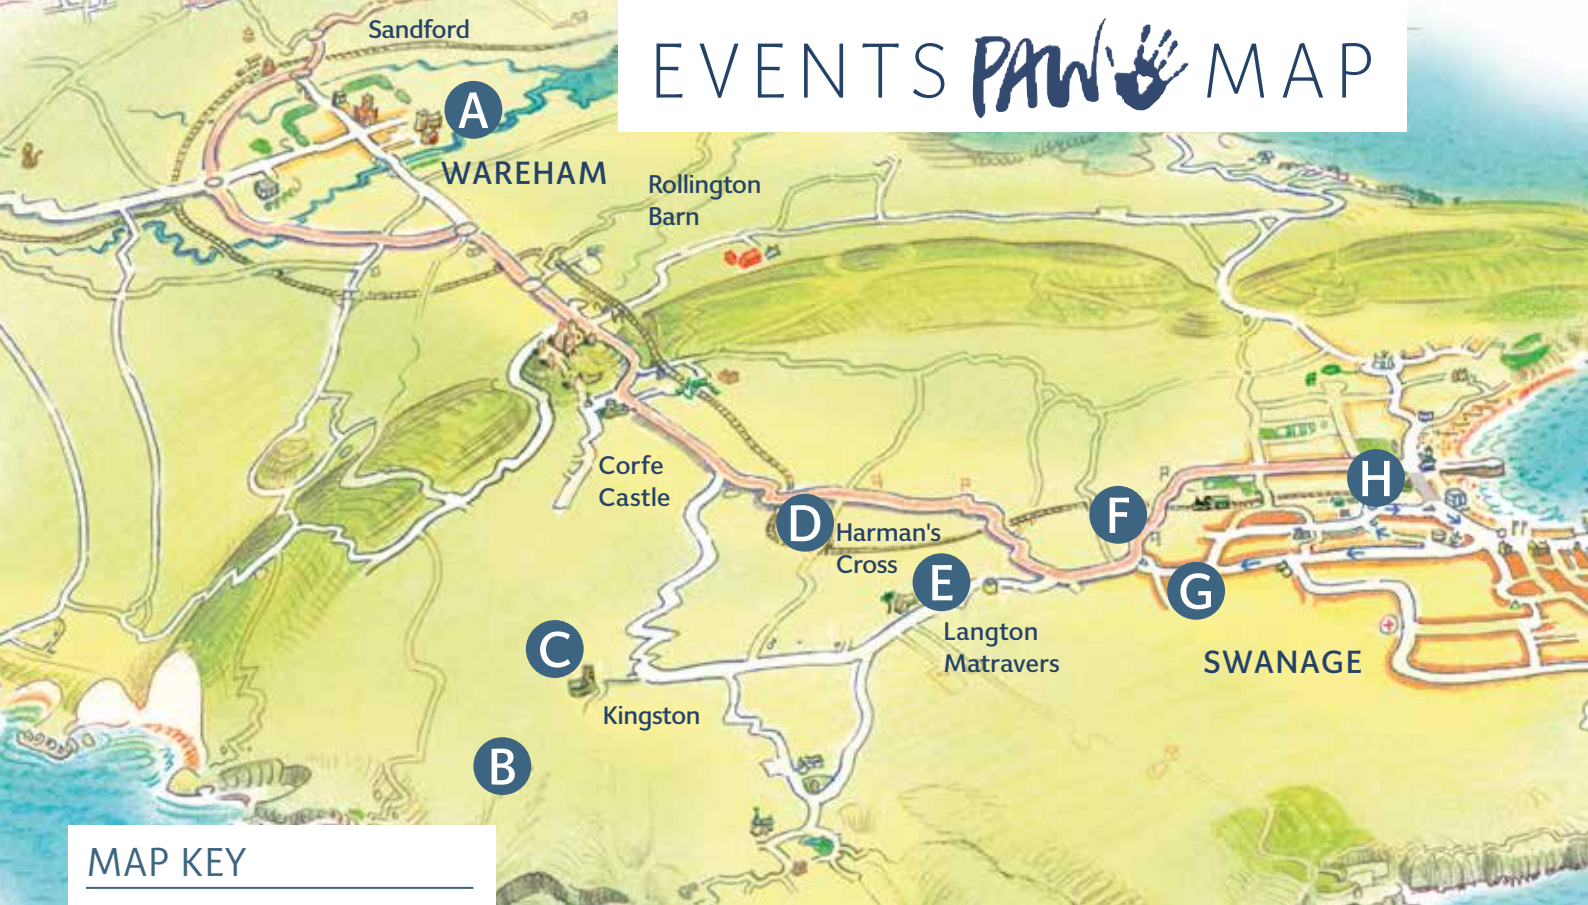 Sandford
EVENTS PAW MAP
A
WAREHAM
Rollington
Barn
Corfe
Castle
D
Harman's
Cross
E
F
G
H
Langton
Matravers
SWANAGE
C
Kingston
B
MAP KEY